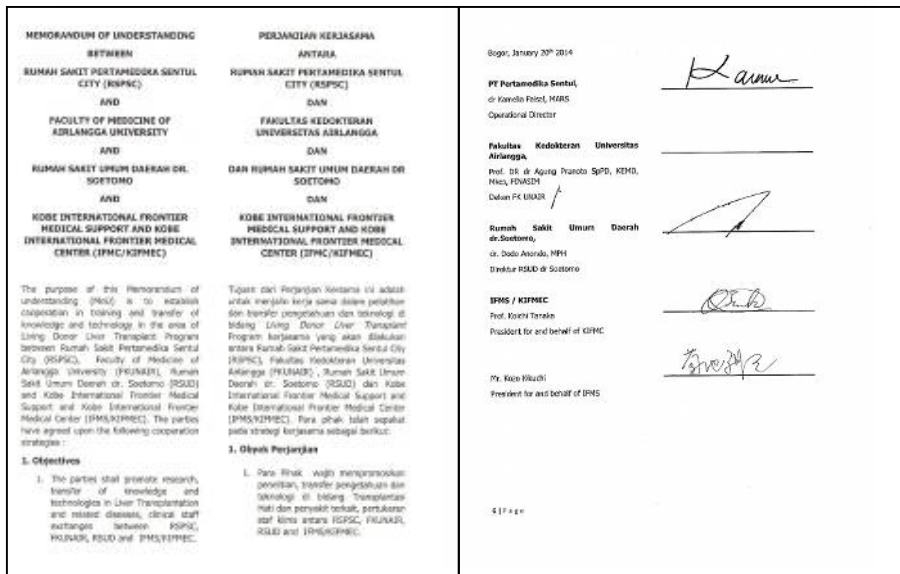 MEMORANDUM OF UNDERSTANDING
BETWEEN
RUMAH SAKIT PERTAMEDIKA SENTUL
CITY (RSPSC)
AND
FACULTY OF MEDICINE OF
AIRLANGGA UNIVERSITY
AND
RUMAH SAKIT UMUM DAERAH DR.
SOETOMO
AND
KOBE INTERNATIONAL FRONTIER
MEDICAL SUPPORT AND KOBE
INTERNATIONAL FRONTIER MEDICAL
CENTER (IFMC/KIFMEC)
The purpose of this Memorandum of
understanding (MoU) is to establish
cooperation in training and transfer of
knowledge and technology in the area of
Living Donor Liver Transplant Program
between Rumah Sakit Pertamedika Sentul
City (RSPSC), Faculty of Medicine of
Airlangga University (FKUNAIR), Rumah
Sakit Umum Daerah dr. Soetomo (RSUD)
and Kobe International Frontier Medical
Support and Kobe International Frontier
Medical Center (IFMS/KIFMEC). The parties
have agreed upon the following cooperation
strategies :
1. Objectives
1. The parties shall promote research,
transfer of knowledge and
technologies in Liver Transplantation
and related diseases, clinical staff
exchanges between RSPSC,
FKUNAIR, RSUD and IFMS/KIFMEC.
PERJANJIAN KERJASAMA
ANTARA
RUMAH SAKIT PERTAMEDIKA SENTUL
CITY (RSPSC)
DAN
FAKULTAS KEDOKTERAN
UNIVERSITAS AIRLANGGA
DAN
DAN RUMAH SAKIT UMUM DAERAH DR
SOETOMO
DAN
KOBE INTERNATIONAL FRONTIER
MEDICAL SUPPORT AND KOBE
INTERNATIONAL FRONTIER MEDICAL
CENTER (IFMC/KIFMEC)
Tujuan dari Perjanjian Kersama ini adalah
untuk menjalin kerja sama dalam pelatihan
dan transfer pengetahuan dan teknologi di
bidang Living Donor Liver Transplant
Program kerjasama yang akan dilakukan
antara Rumah Sakit Pertamedika Sentul City
(RSPSC), Fakultas Kedokteran Universitas
Airlangga (FKUNAIR) , Rumah Sakit Umum
Daerah dr. Soetomo (RSUD) dan Kobe
International Frontier Medical Support and
Kobe International Frontier Medical Center
(IFMS/KIFMEC). Para pihak telah sepakat
pada strategi kerjasama sebagai berikut:
1. Obyek Perjanjian
1. Para Pihak wajib mempromosikan
penelitian, transfer pengetahuan dan
teknologi di bidang Transplantasi
Hati dan penyakit terkait, pertukaran
staf klinis antara RSPSC, FKUNAIR,
RSUD and IFMS/KIFMEC.
Bogor, January 20th 2014
PT Pertamedika Sentul,
dr Kamelia Faisal, MARS
Operational Director
Fakultas Kedokteran Universitas
Airlangga,
Prof. DR dr Agung Pranoto SpPD, KEMD,
Mkes, FINASIM
Dekan FK UNAIR
Rumah Sakit Umum Daerah
dr.Soetomo,
dr. Dodo Anondo, MPH
Direktur RSUD dr Soetomo
IFMS / KIFMEC
Prof. Koichi Tanaka
President for and behalf of KIFMC
Mr. Kozo Kikuchi
President for and behalf of IFMS
6 | Page